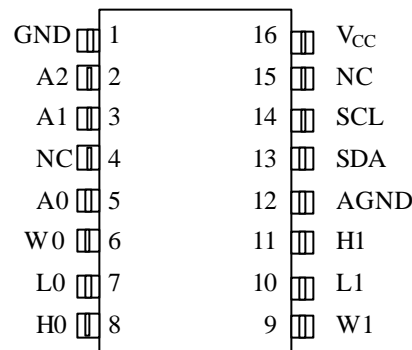 GND 1 16 VCC
A2 2 15 NC
A1 3 14 SCL
NC 4 13 SDA
A0 5 12 AGND
W0 6 11 H1
L0 7 10 L1
H0 8 9 W1